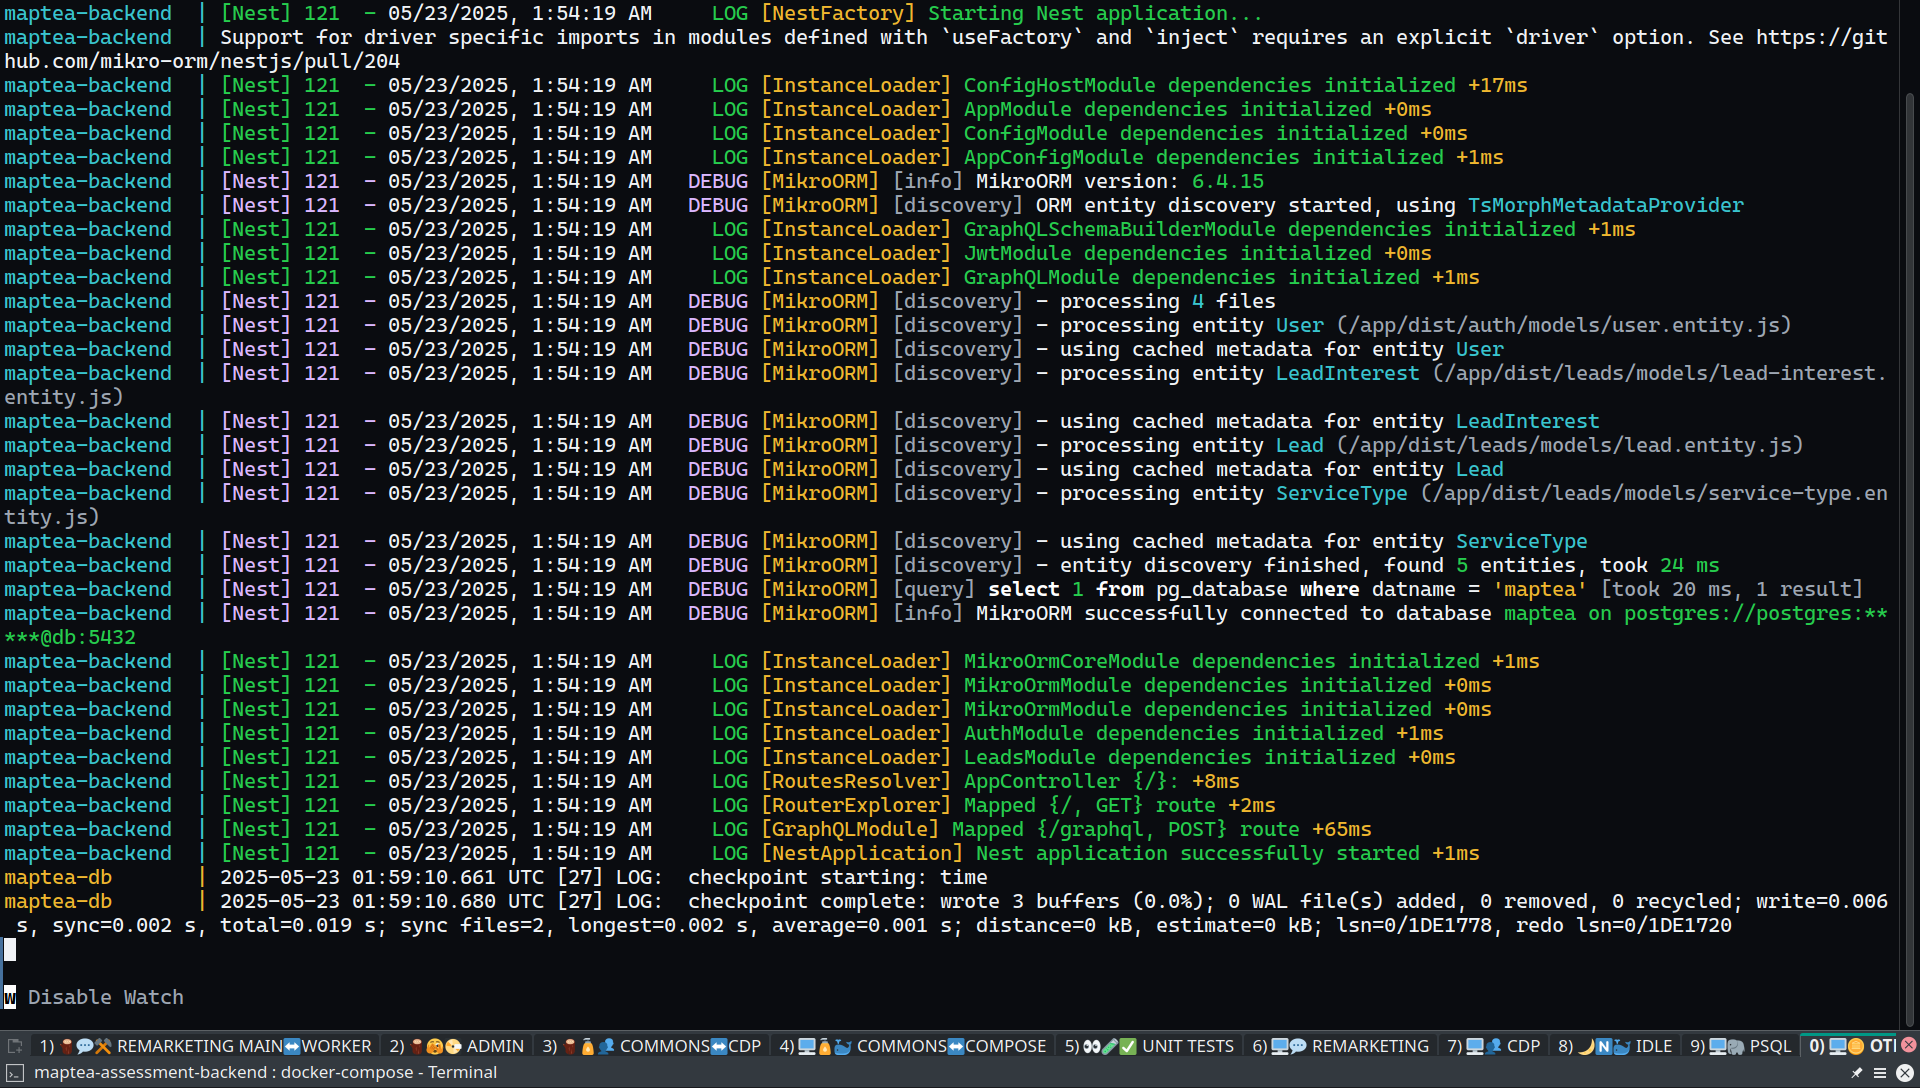 maptea-backend  | [Nest] 121  - 05/23/2025, 1:54:19 AM     LOG [NestFactory] Starting Nest application...
maptea-backend  | Support for driver specific imports in modules defined with `useFactory` and `inject` requires an explicit `driver` option. See https://git
hub.com/mikro-orm/nestjs/pull/204
maptea-backend  | [Nest] 121  - 05/23/2025, 1:54:19 AM     LOG [InstanceLoader] ConfigHostModule dependencies initialized +17ms
maptea-backend  | [Nest] 121  - 05/23/2025, 1:54:19 AM     LOG [InstanceLoader] AppModule dependencies initialized +0ms
maptea-backend  | [Nest] 121  - 05/23/2025, 1:54:19 AM     LOG [InstanceLoader] ConfigModule dependencies initialized +0ms
maptea-backend  | [Nest] 121  - 05/23/2025, 1:54:19 AM     LOG [InstanceLoader] AppConfigModule dependencies initialized +1ms
maptea-backend  | [Nest] 121  - 05/23/2025, 1:54:19 AM   DEBUG [MikroORM] [info] MikroORM version: 6.4.15
maptea-backend  | [Nest] 121  - 05/23/2025, 1:54:19 AM   DEBUG [MikroORM] [discovery] ORM entity discovery started, using TsMorphMetadataProvider
maptea-backend  | [Nest] 121  - 05/23/2025, 1:54:19 AM     LOG [InstanceLoader] GraphQLSchemaBuilderModule dependencies initialized +1ms
maptea-backend  | [Nest] 121  - 05/23/2025, 1:54:19 AM     LOG [InstanceLoader] JwtModule dependencies initialized +0ms
maptea-backend  | [Nest] 121  - 05/23/2025, 1:54:19 AM     LOG [InstanceLoader] GraphQLModule dependencies initialized +1ms
maptea-backend  | [Nest] 121  - 05/23/2025, 1:54:19 AM   DEBUG [MikroORM] [discovery] - processing 4 files
maptea-backend  | [Nest] 121  - 05/23/2025, 1:54:19 AM   DEBUG [MikroORM] [discovery] - processing entity User (/app/dist/auth/models/user.entity.js)
maptea-backend  | [Nest] 121  - 05/23/2025, 1:54:19 AM   DEBUG [MikroORM] [discovery] - using cached metadata for entity User
maptea-backend  | [Nest] 121  - 05/23/2025, 1:54:19 AM   DEBUG [MikroORM] [discovery] - processing entity LeadInterest (/app/dist/leads/models/lead-interest.
entity.js)
maptea-backend  | [Nest] 121  - 05/23/2025, 1:54:19 AM   DEBUG [MikroORM] [discovery] - using cached metadata for entity LeadInterest
maptea-backend  | [Nest] 121  - 05/23/2025, 1:54:19 AM   DEBUG [MikroORM] [discovery] - processing entity Lead (/app/dist/leads/models/lead.entity.js)
maptea-backend  | [Nest] 121  - 05/23/2025, 1:54:19 AM   DEBUG [MikroORM] [discovery] - using cached metadata for entity Lead
maptea-backend  | [Nest] 121  - 05/23/2025, 1:54:19 AM   DEBUG [MikroORM] [discovery] - processing entity ServiceType (/app/dist/leads/models/service-type.en
tity.js)
maptea-backend  | [Nest] 121  - 05/23/2025, 1:54:19 AM   DEBUG [MikroORM] [discovery] - using cached metadata for entity ServiceType
maptea-backend  | [Nest] 121  - 05/23/2025, 1:54:19 AM   DEBUG [MikroORM] [discovery] - entity discovery finished, found 5 entities, took 24 ms
maptea-backend  | [Nest] 121  - 05/23/2025, 1:54:19 AM   DEBUG [MikroORM] [query] select 1 from pg_database where datname = 'maptea' [took 20 ms, 1 result]
maptea-backend  | [Nest] 121  - 05/23/2025, 1:54:19 AM   DEBUG [MikroORM] [info] MikroORM successfully connected to database maptea on postgres://postgres:**
***@db:5432
maptea-backend  | [Nest] 121  - 05/23/2025, 1:54:19 AM     LOG [InstanceLoader] MikroOrmCoreModule dependencies initialized +1ms
maptea-backend  | [Nest] 121  - 05/23/2025, 1:54:19 AM     LOG [InstanceLoader] MikroOrmModule dependencies initialized +0ms
maptea-backend  | [Nest] 121  - 05/23/2025, 1:54:19 AM     LOG [InstanceLoader] MikroOrmModule dependencies initialized +0ms
maptea-backend  | [Nest] 121  - 05/23/2025, 1:54:19 AM     LOG [InstanceLoader] AuthModule dependencies initialized +1ms
maptea-backend  | [Nest] 121  - 05/23/2025, 1:54:19 AM     LOG [InstanceLoader] LeadsModule dependencies initialized +0ms
maptea-backend  | [Nest] 121  - 05/23/2025, 1:54:19 AM     LOG [RoutesResolver] AppController {/}: +8ms
maptea-backend  | [Nest] 121  - 05/23/2025, 1:54:19 AM     LOG [RouterExplorer] Mapped {/, GET} route +2ms
maptea-backend  | [Nest] 121  - 05/23/2025, 1:54:19 AM     LOG [GraphQLModule] Mapped {/graphql, POST} route +65ms
maptea-backend  | [Nest] 121  - 05/23/2025, 1:54:19 AM     LOG [NestApplication] Nest application successfully started +1ms
maptea-db       | 2025-05-23 01:59:10.661 UTC [27] LOG:  checkpoint starting: time
maptea-db       | 2025-05-23 01:59:10.680 UTC [27] LOG:  checkpoint complete: wrote 3 buffers (0.0%); 0 WAL file(s) added, 0 removed, 0 recycled; write=0.006
 s, sync=0.002 s, total=0.019 s; sync files=2, longest=0.002 s, average=0.001 s; distance=0 kB, estimate=0 kB; lsn=0/1DE1778, redo lsn=0/1DE1720
w Disable Watch
1) REMARKETING MAIN↔WORKER 2) ADMIN 3) COMMONS↔CDP 4) COMMONS↔COMPOSE 5) UNIT TESTS 6) REMARKETING 7) CDP 8) N IDLE 9) PSQL 0) OTI
maptea-assessment-backend : docker-compose - Terminal